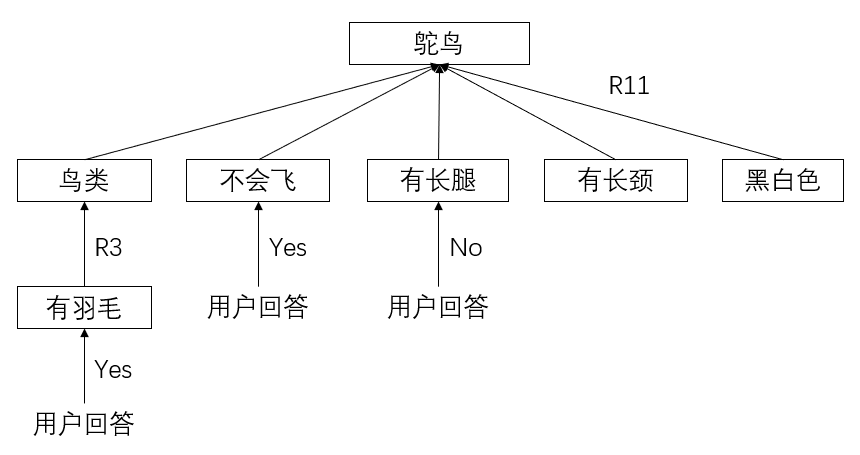 鸵鸟
R11
鸟类
不会飞
有长腿
有长颈
黑白色
R3
Yes
No
有羽毛
用户回答
用户回答
Yes
用户回答